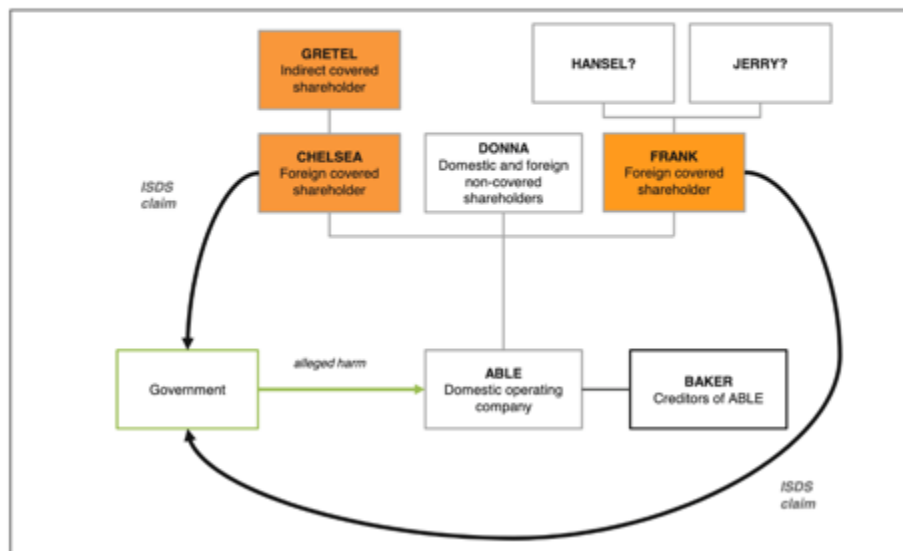 GRETEL
Indirect covered
shareholder
HANSEL?
JERRY?
CHELSEA
Foreign covered
shareholder
DONNA
Domestic and foreign
non-covered
shareholders
FRANK
Foreign covered
shareholder
ISDS
claim
Government
alleged harm
ABLE
Domestic operating
company
BAKER
Creditors of ABLE
ISDS
claim